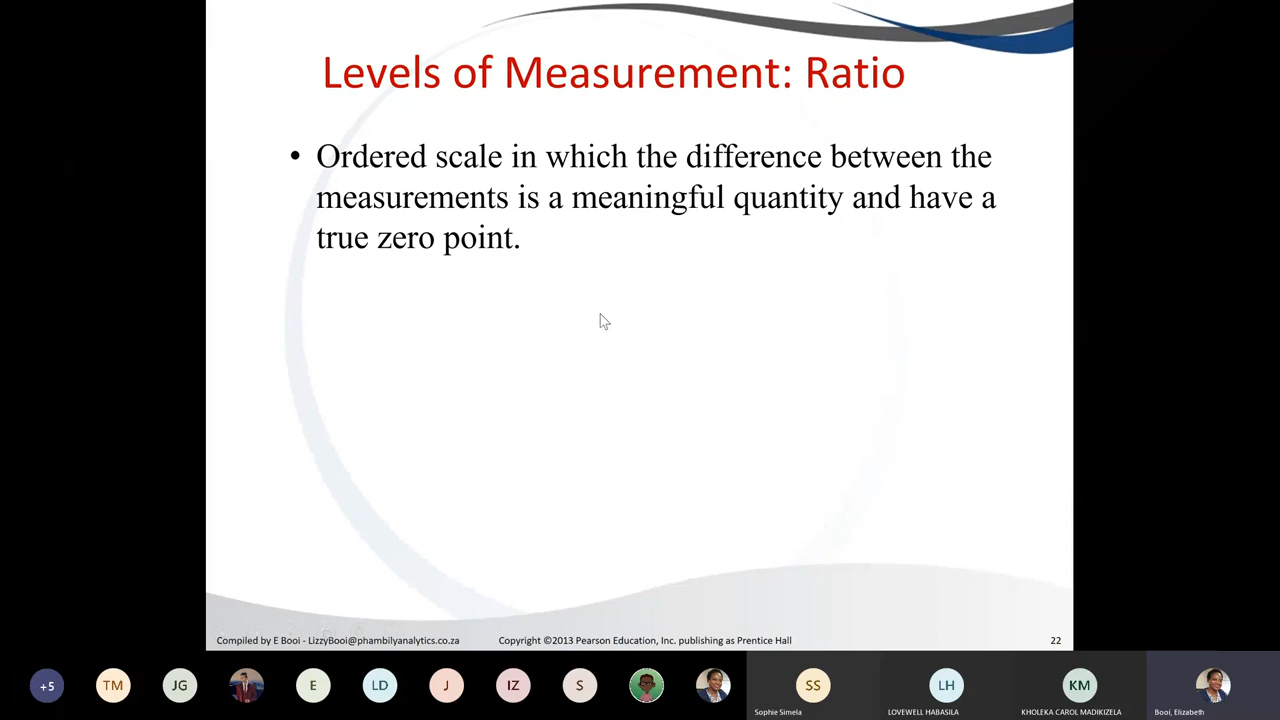 Levels of Measurement: Ratio
• Ordered scale in which the difference between the
measurements is a meaningful quantity and have a
true zero point.
Compiled by E Booi - LizzyBooi@phambilyanalytics.co.za
Copyright ©2013 Pearson Education, Inc. publishing as Prentice Hall
22
+5
TM
JG
E
LD
J
IZ
S
SS
LH
KM
Sophie Simela
LOVEWELL HABASILA
KHOLEKA CAROL MADIKIZELA
Booi, Elizabeth